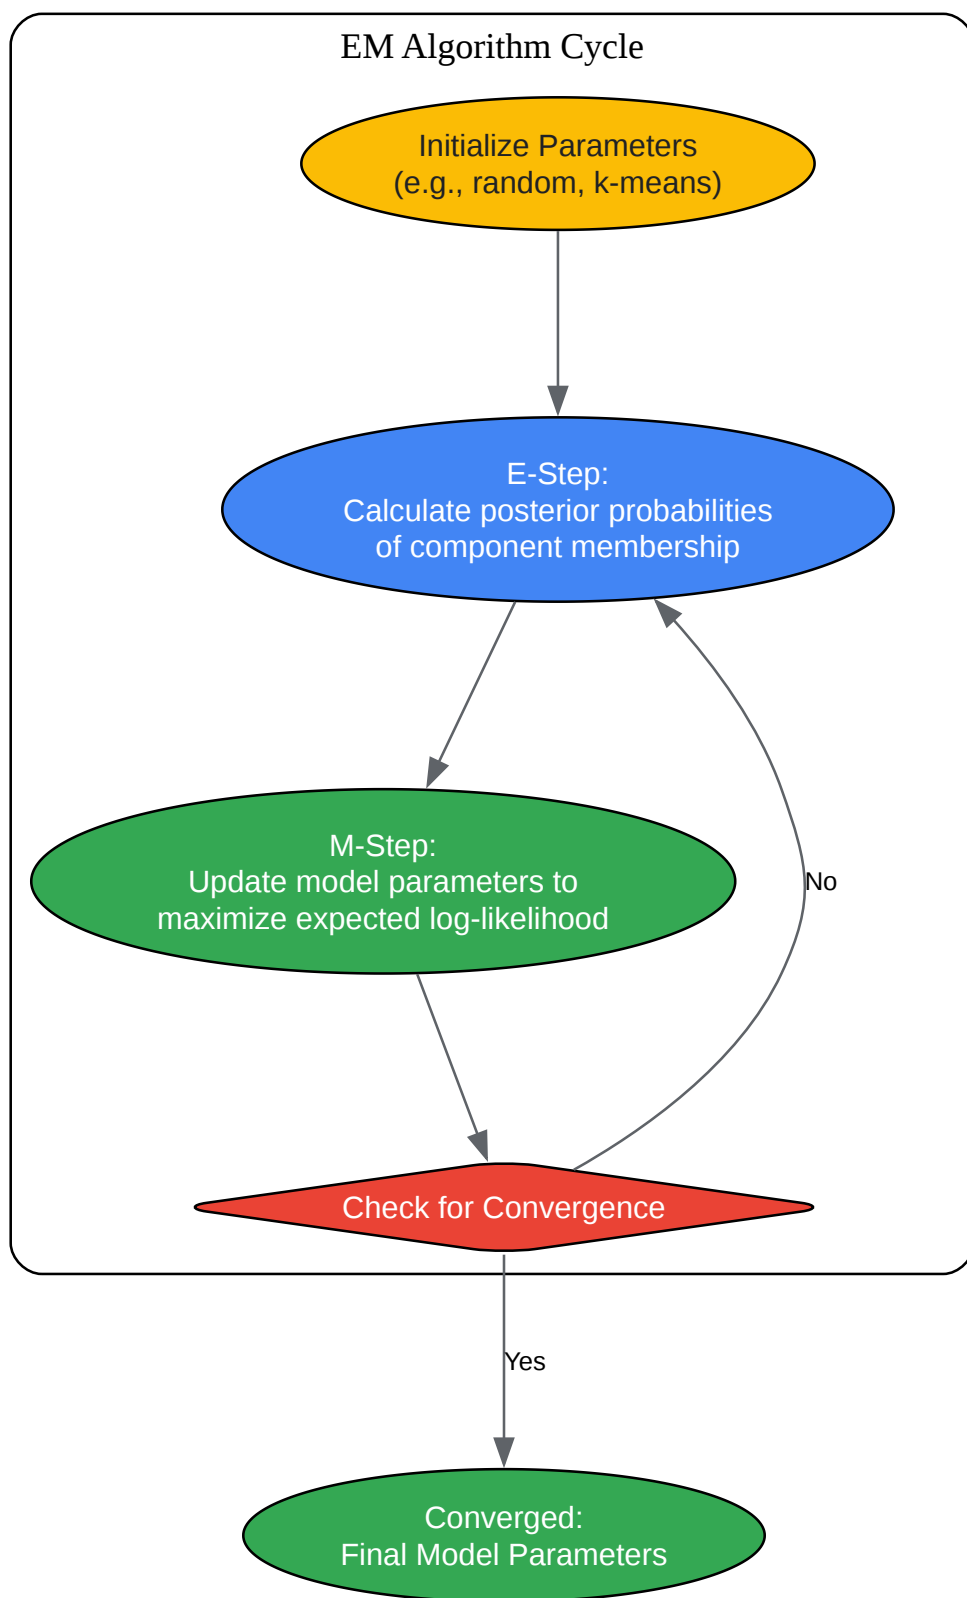 EM Algorithm Cycle
Initialize Parameters
(e.g., random, k-means)
E-Step:
Calculate posterior probabilities
of component membership
M-Step:
Update model parameters to
maximize expected log-likelihood
No
Check for Convergence
Yes
Converged:
Final Model Parameters